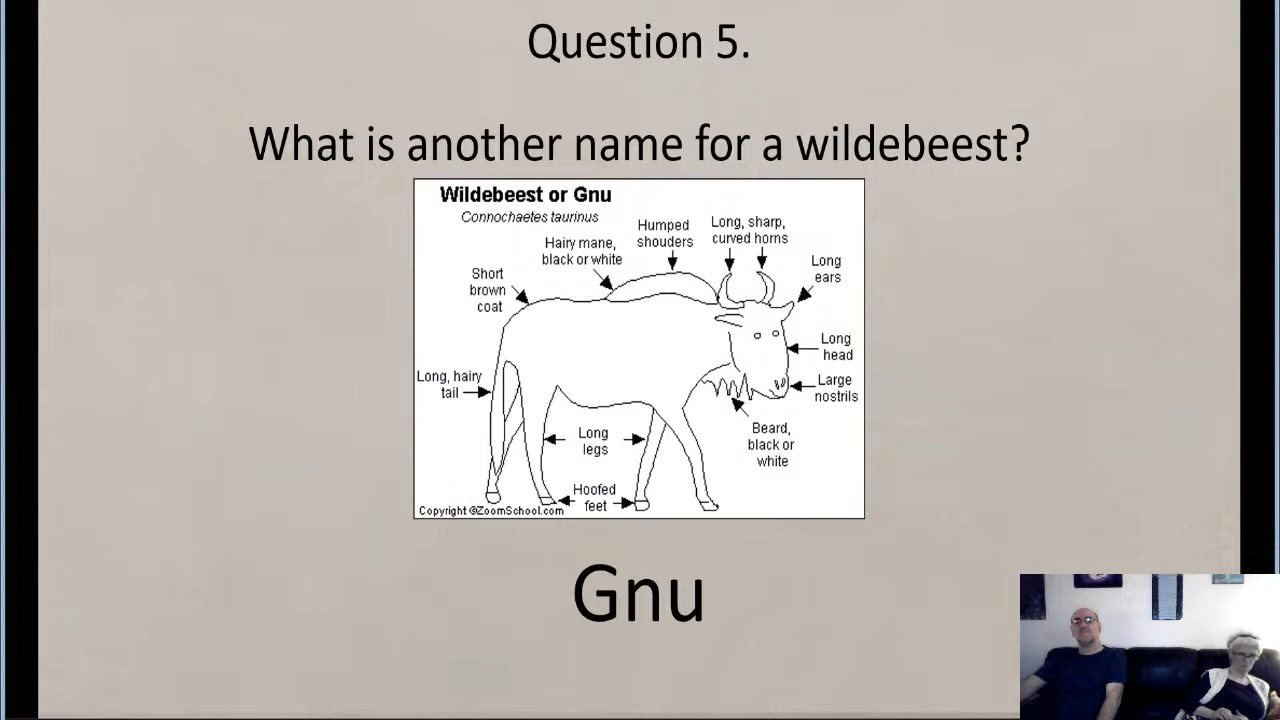 Question 5.
What is another name for a wildebeest?
Wildebeest or Gnu
Connochaetes taurinus
Humped
shouders
Long, sharp,
curved horns
Hairy mane,
black or white
Long
ears
Short
brown
coat
Long
head
Long, hairy
tail
Large
nostrils
Beard,
black or
white
Long
legs
Hoofed
feet
Copyright ©ZoomSchool.com
Gnu